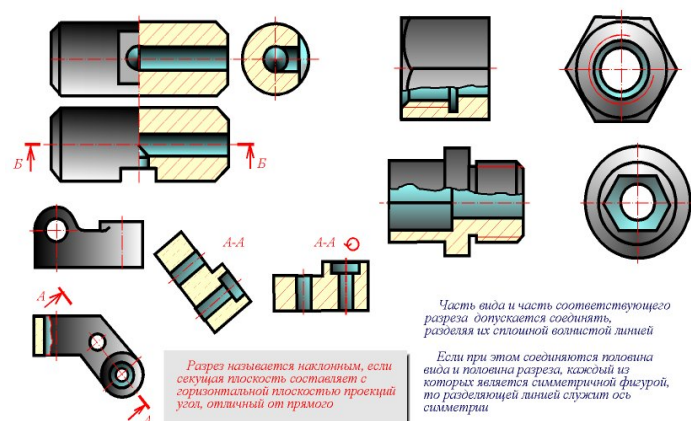 Б
Б
А-А
А-А
А
Часть вида и часть соответствующего
разреза допускается соединять,
разделяя их сплошной волнистой линией
Разрез называется наклонным, если
секущая плоскость составляет с
горизонтальной плоскостью проекций
угол, отличный от прямого
Если при этом соединяются половина
вида и половина разреза, каждый из
которых является симметричной фигурой,
то разделяющей линией служит ось
симметрии